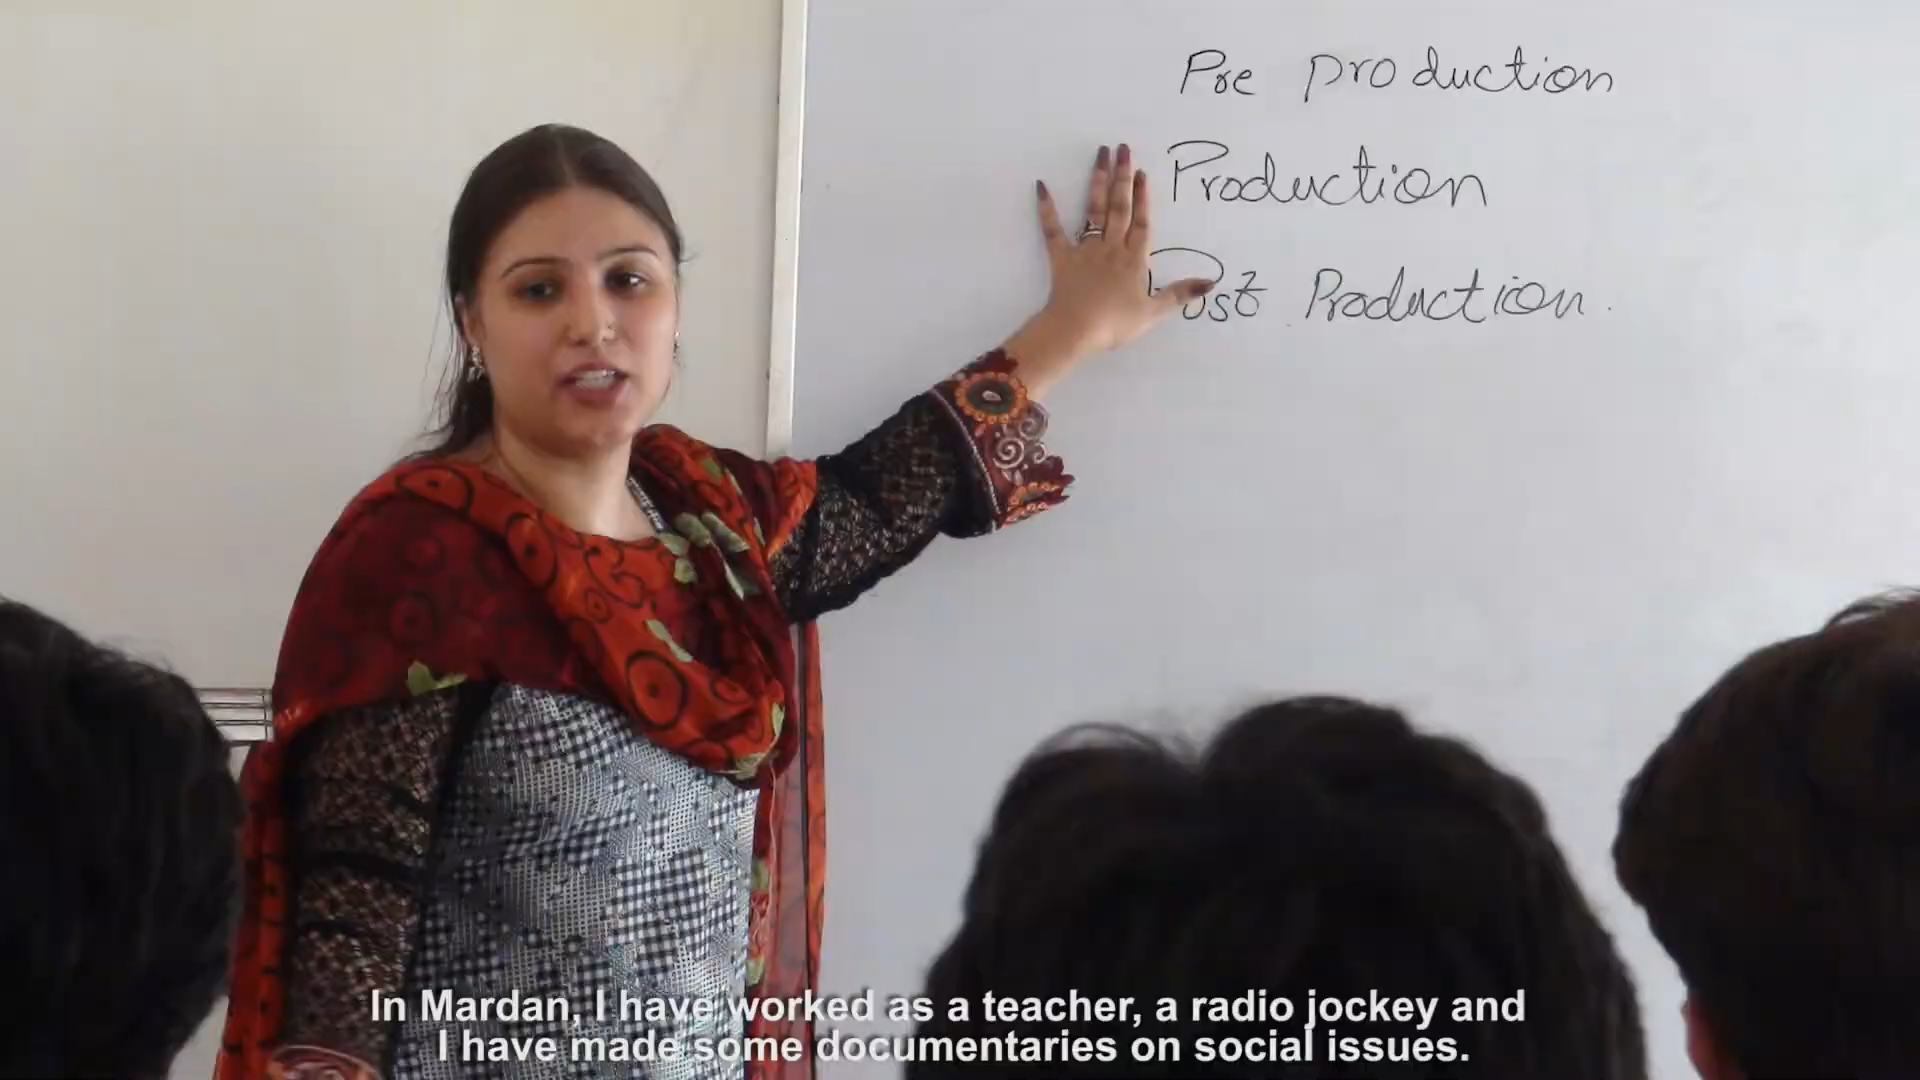 Pre production
Production
Post Production.
In Mardan, I have worked as a teacher, a radio jockey and
I have made some documentaries on social issues.